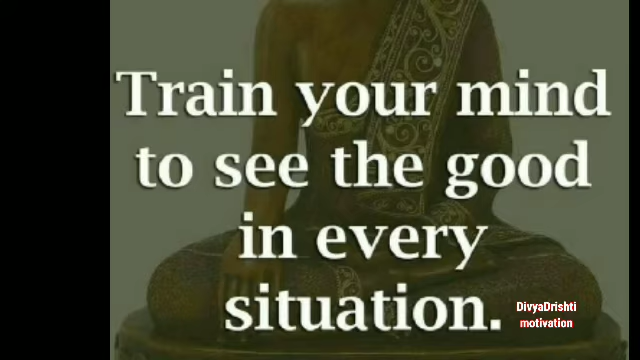 Train your mind
to see the good
in every
situation.
DivyaDrishti
motivation